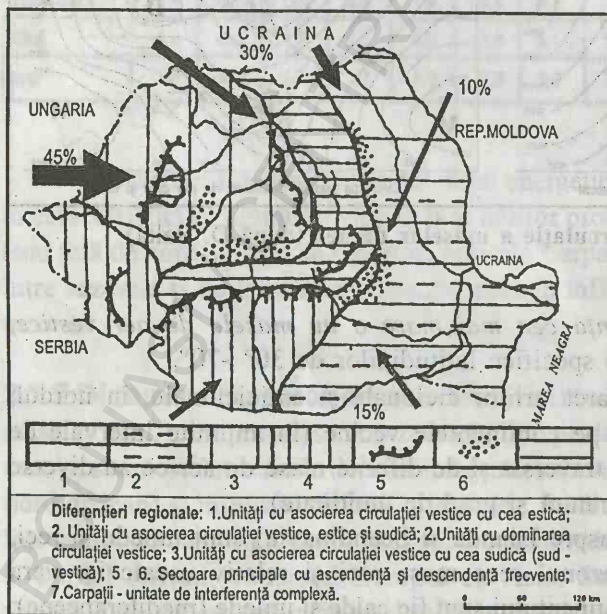 UCRAINA
30%
10%
UNGARIA
REP.MOLDOVA
45%
UCRAINA
SERBIA
MAREA NEAGRĂ
15%
1 2 3 4 5 6 7
Diferențieri regionale: 1.Unități cu asocierea circulației vestice cu cea estică;
2. Unități cu asocierea circulației vestice, estice și sudică; 2.Unități cu dominarea
circulației vestice; 3.Unități cu asocierea circulației vestice cu cea sudică (sud -
vestică); 5 - 6. Sectoare principale cu ascendență și descendență frecvente;
7.Carpații - unitate de interferență complexă.
0 60 120 km